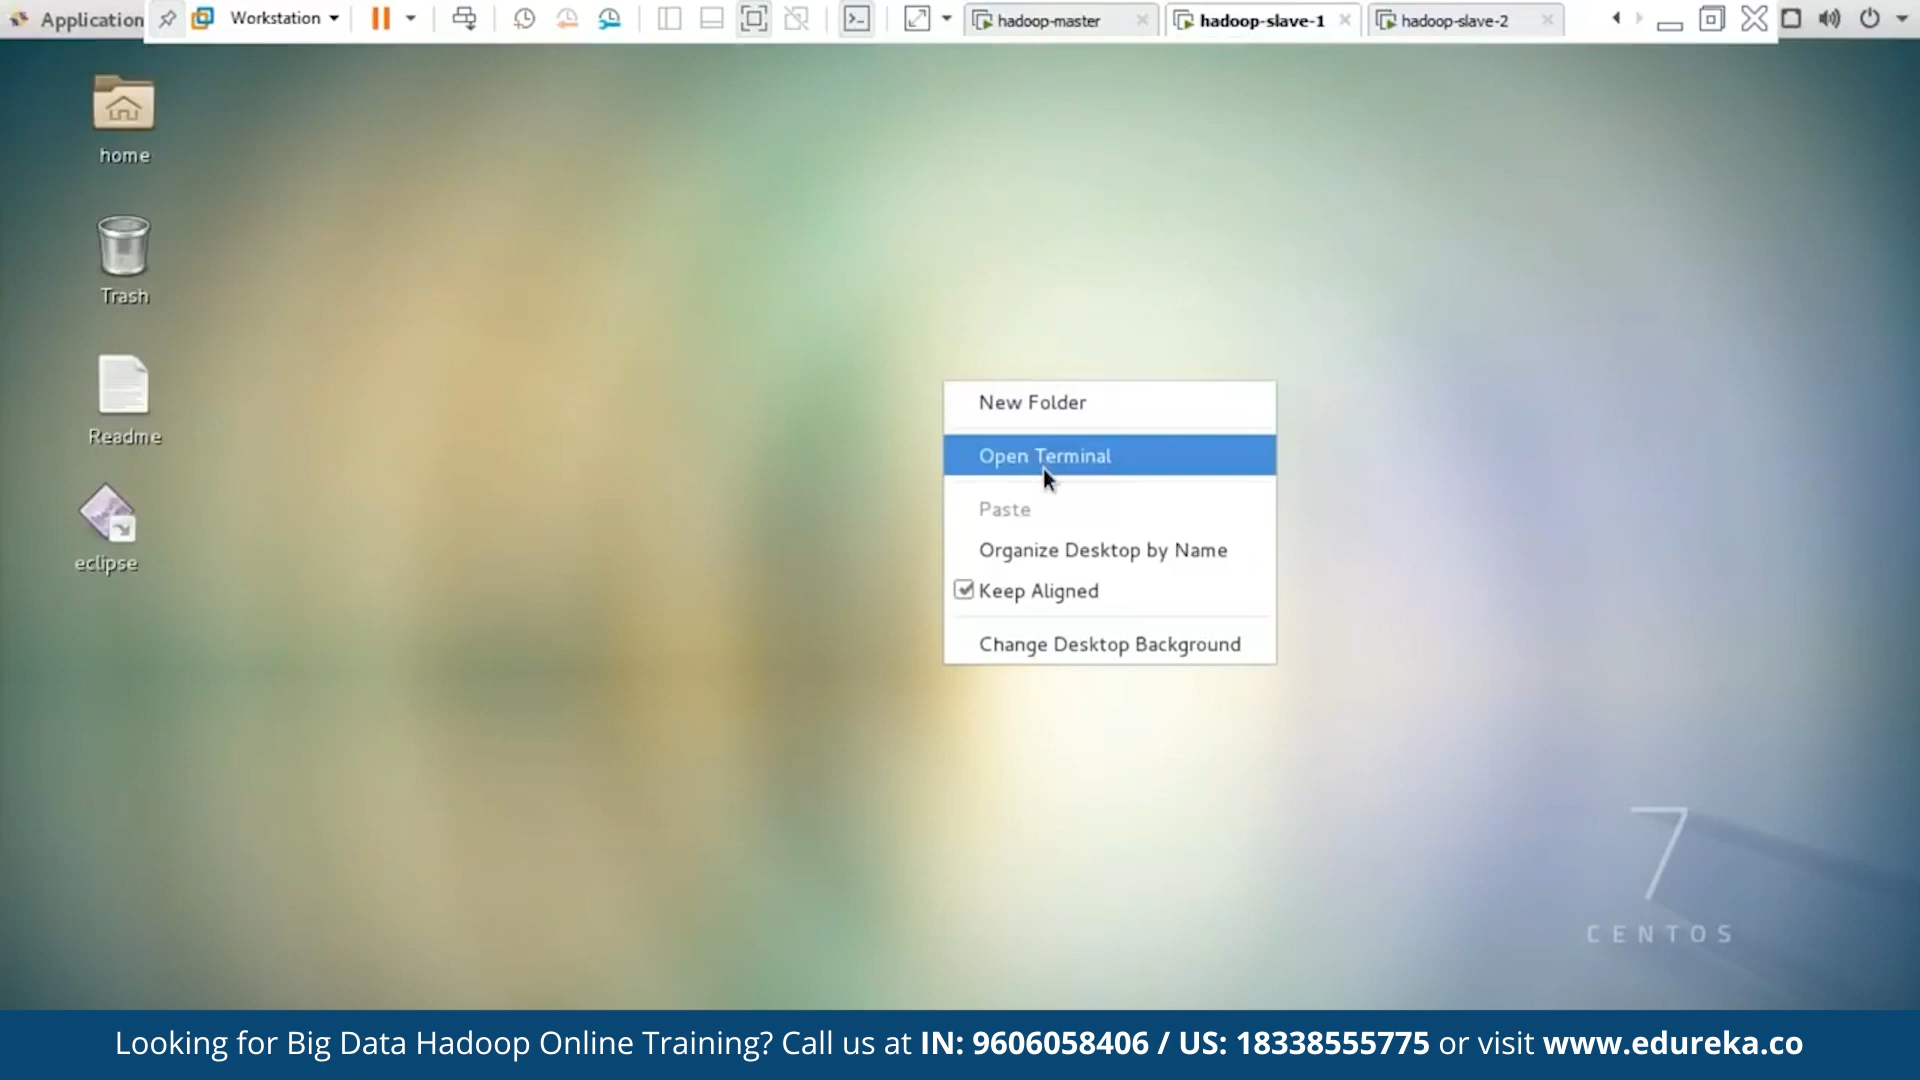 Application
Workstation
hadoop-master
hadoop-slave-1
hadoop-slave-2
home
Trash
Readme
eclipse
New Folder
Open Terminal
Paste
Organize Desktop by Name
Keep Aligned
Change Desktop Background
7
CENTOS
Looking for Big Data Hadoop Online Training? Call us at IN: 9606058406 / US: 18338555775 or visit www.edureka.co